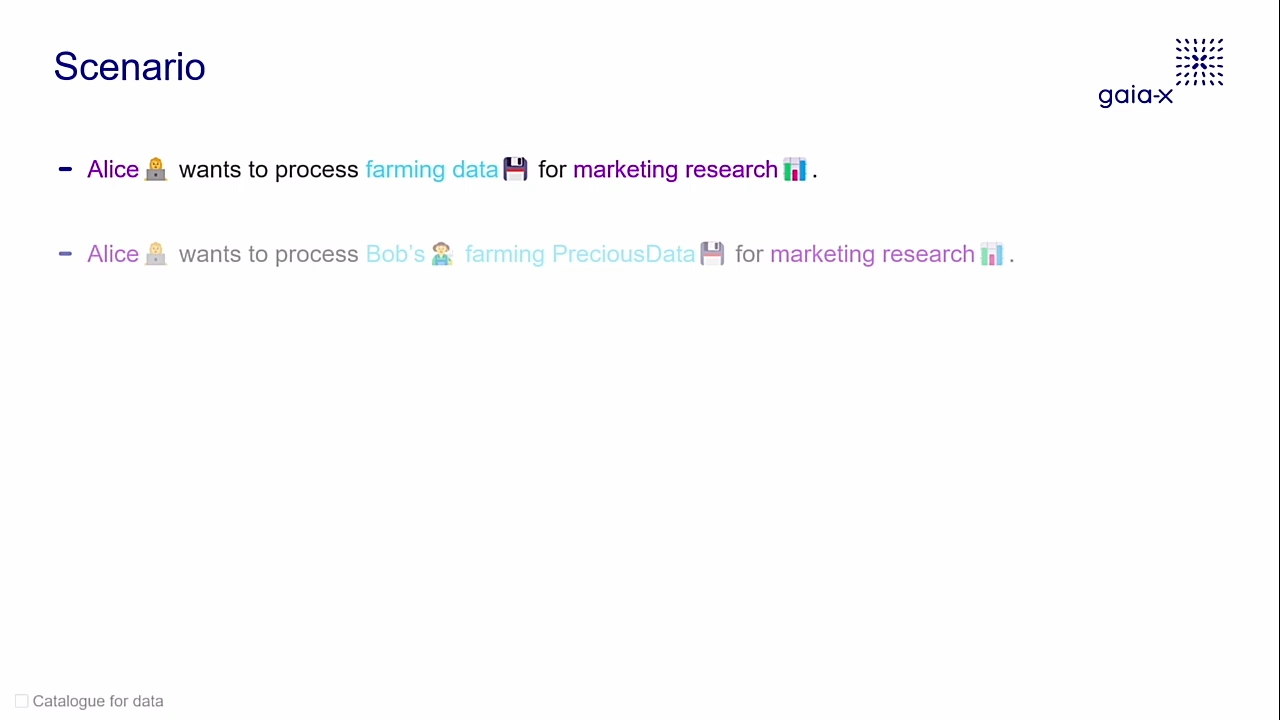 Scenario
gaia-x
- Alice wants to process farming data for marketing research.
- Alice wants to process Bob's farming PreciousData for marketing research.
Catalogue for data